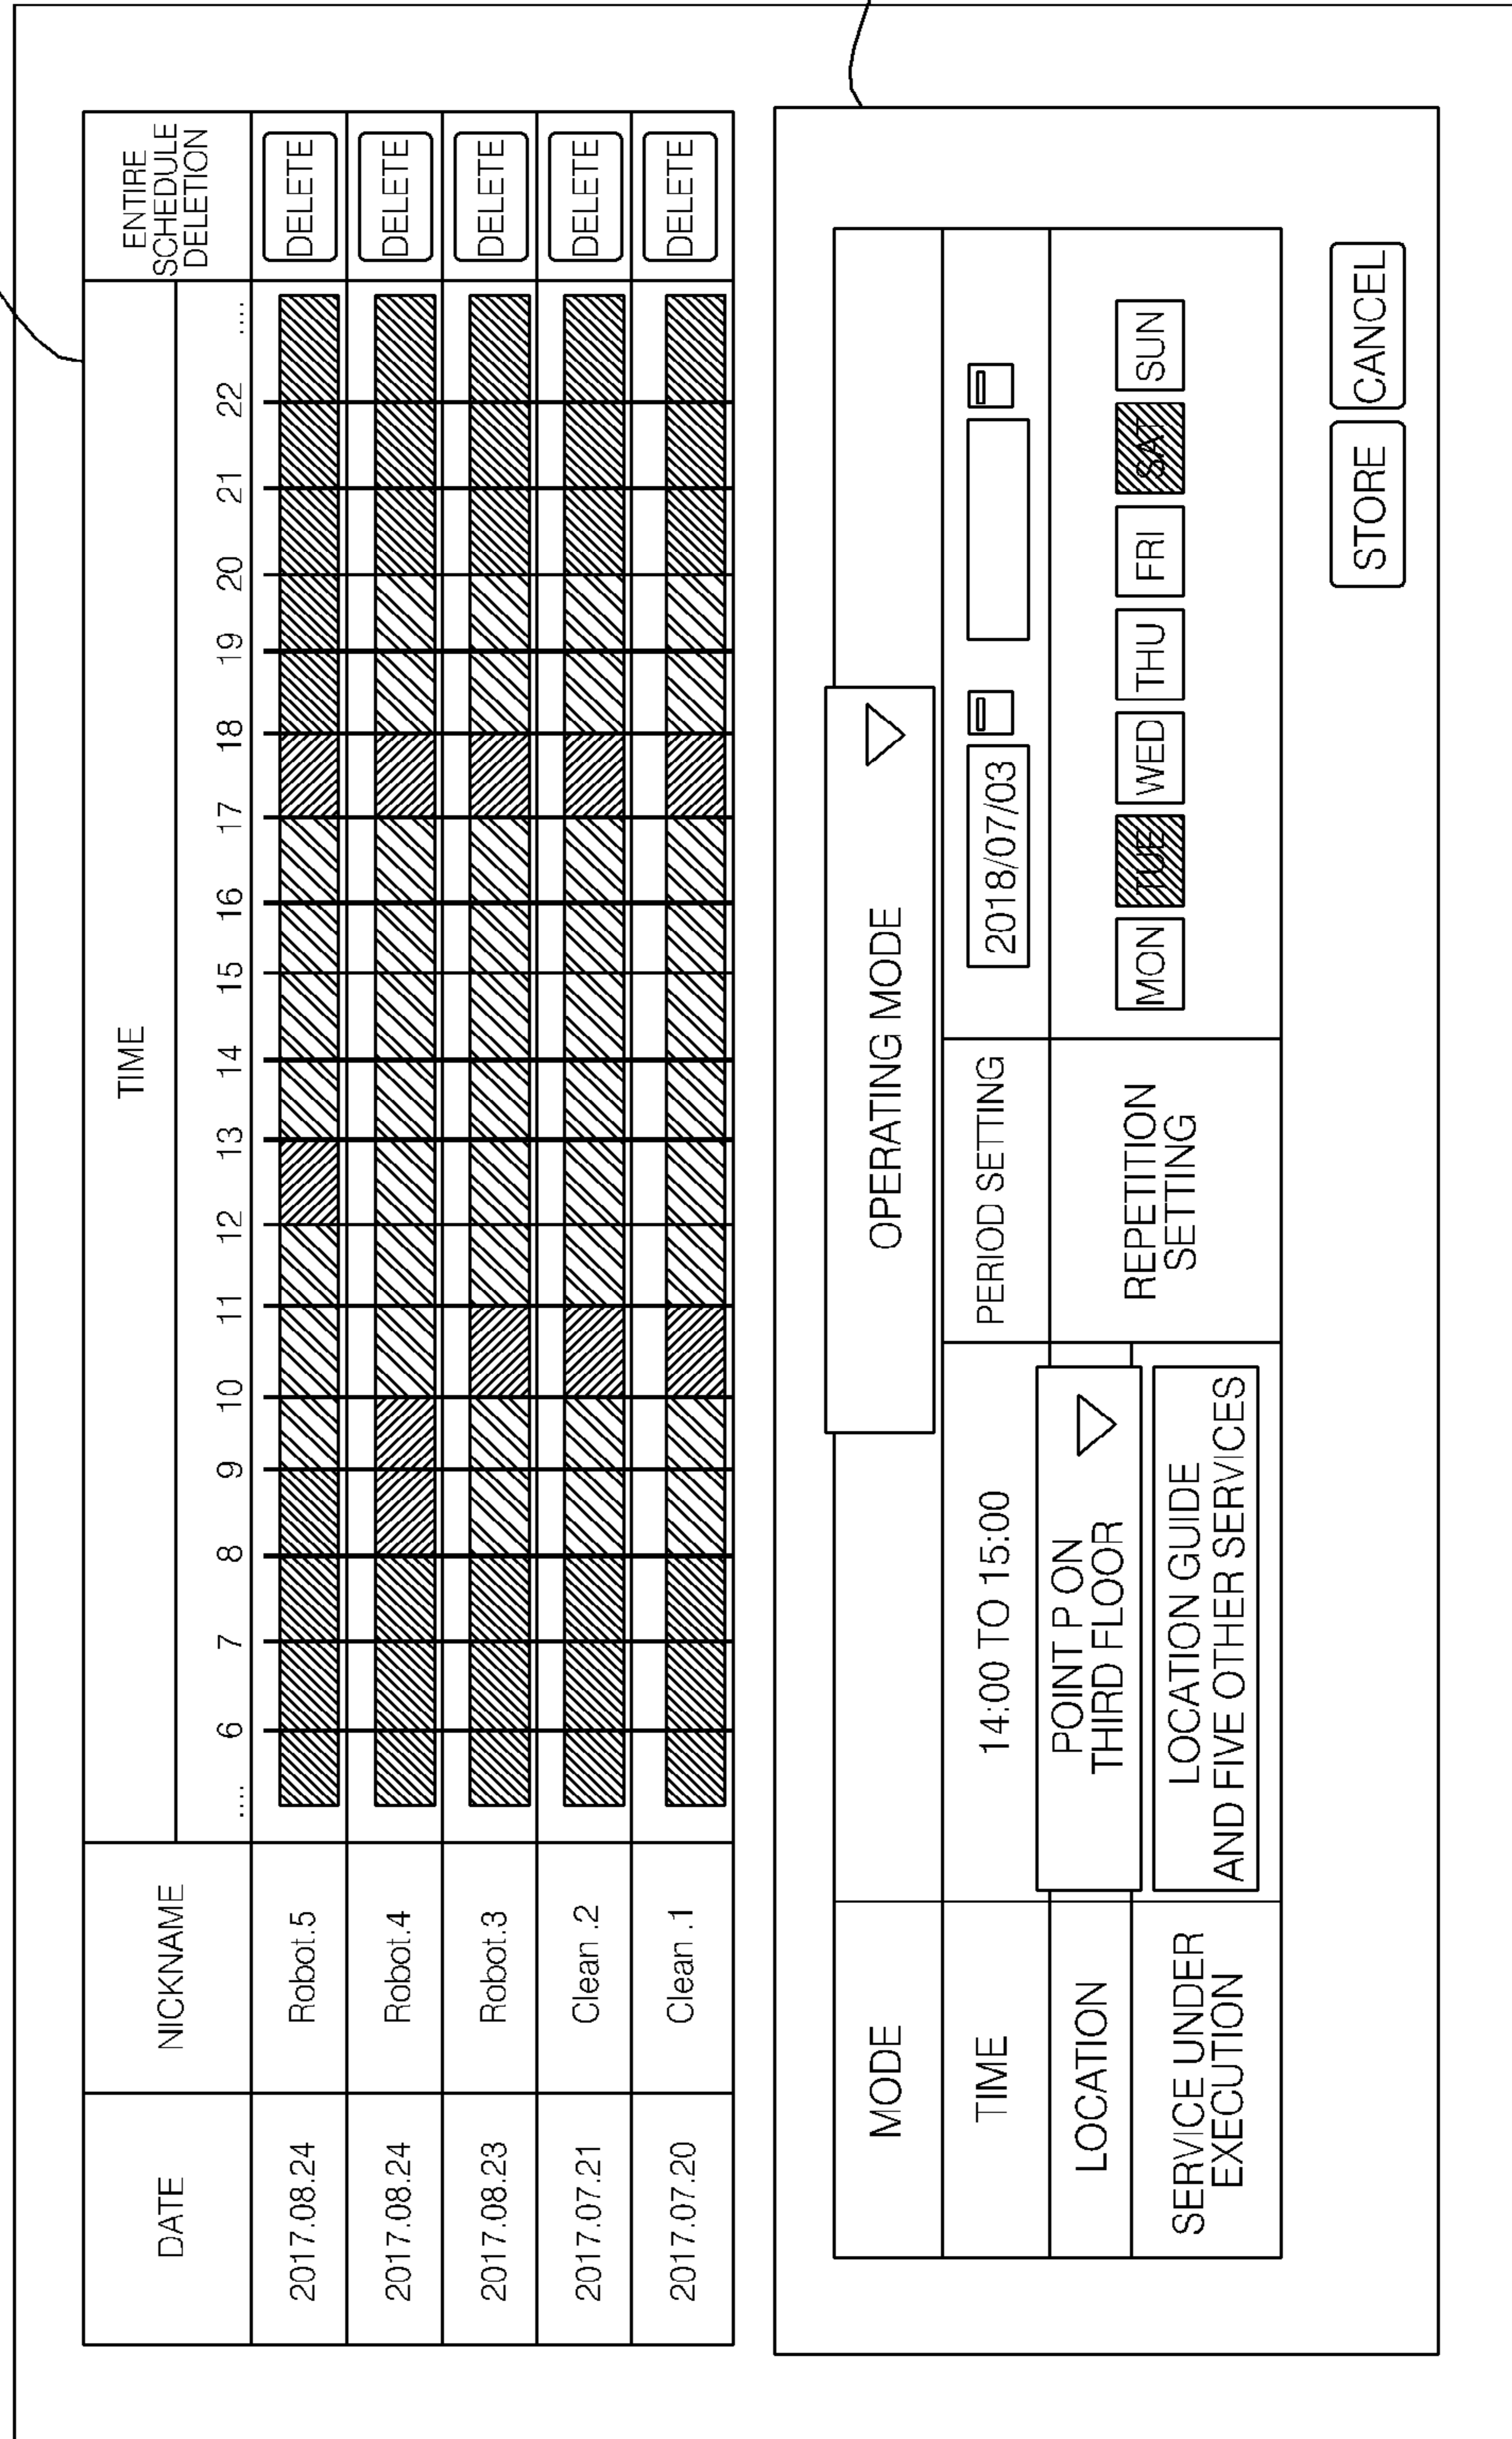 DATE
NICKNAME
TIME
ENTIRE
SCHEDULE
DELETION
.... 6 7 8 9 10 11 12 13 14 15 16 17 18 19 20 21 22 ....
2017.08.24 Robot.5 DELETE
2017.08.24 Robot.4 DELETE
2017.08.23 Robot.3 DELETE
2017.07.21 Clean .2 DELETE
2017.07.20 Clean .1 DELETE
MODE
OPERATING MODE
TIME
14:00 TO 15:00
PERIOD SETTING
2018/07/03
LOCATION
POINT P ON
THIRD FLOOR
SERVICE UNDER
EXECUTION
LOCATION GUIDE
AND FIVE OTHER SERVICES
REPETITION
SETTING
MON TUE WED THU FRI SAT SUN
STORE CANCEL